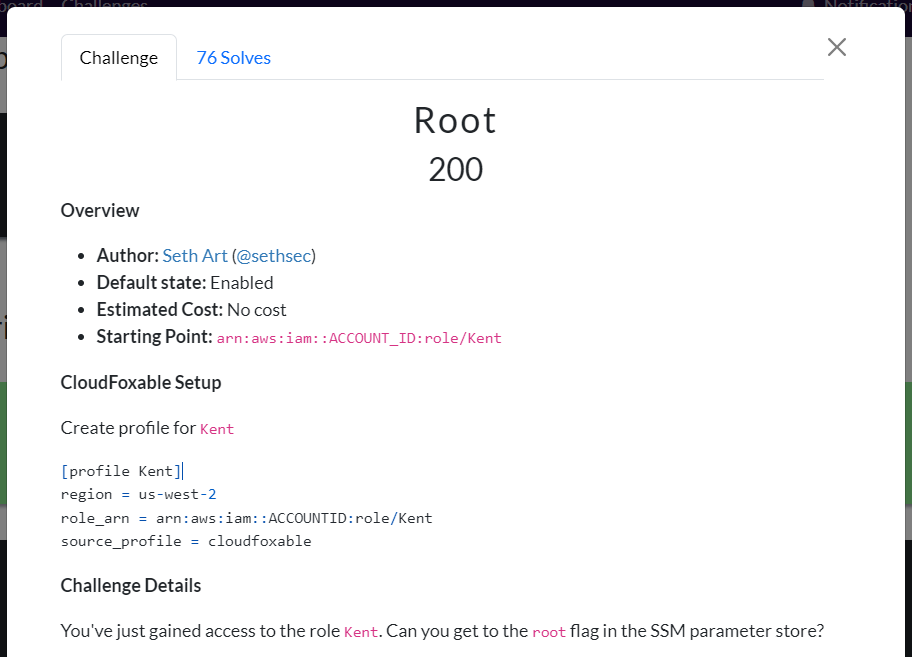 Challenges
Notification
Challenge
76 Solves
Root
200
Overview
Author: Seth Art (@sethsec)
Default state: Enabled
Estimated Cost: No cost
Starting Point: arn:aws:iam::ACCOUNT_ID:role/Kent
CloudFoxable Setup
Create profile for Kent
[profile Kent]
region = us-west-2
role_arn = arn:aws:iam::ACCOUNTID:role/Kent
source_profile = cloudfoxable
Challenge Details
You've just gained access to the role Kent. Can you get to the root flag in the SSM parameter store?